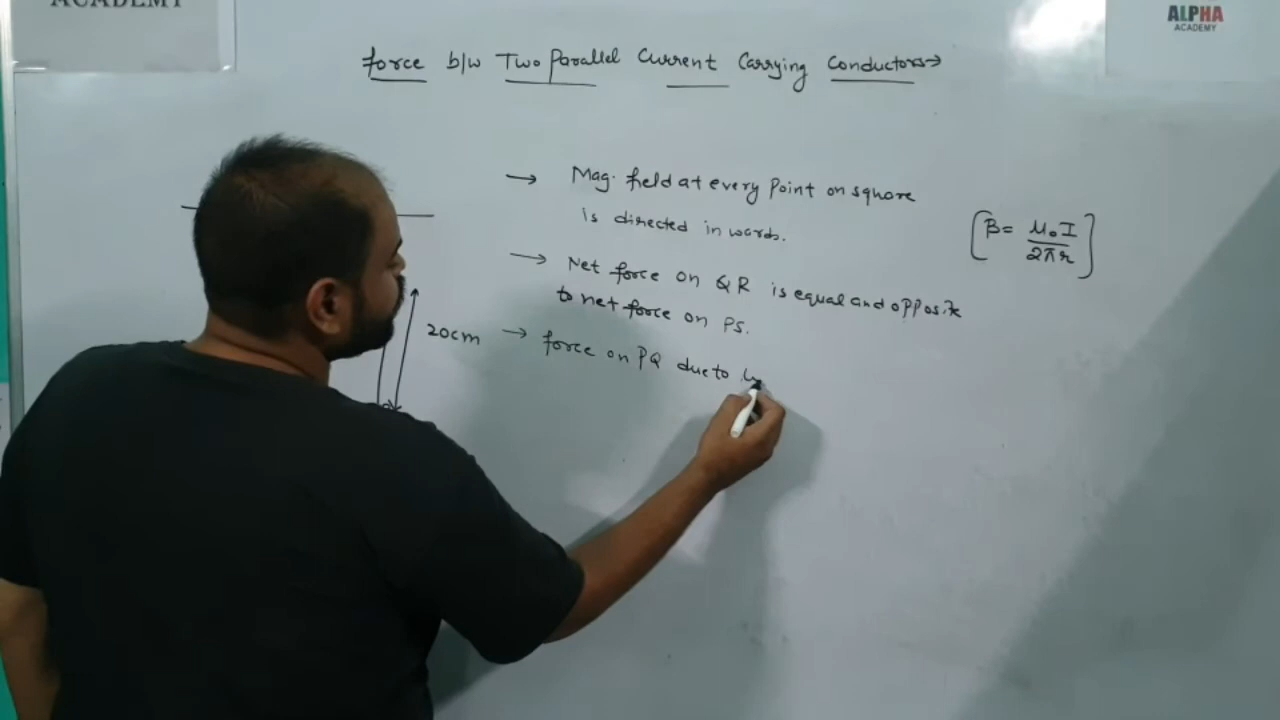 ACADEMY
ALPHA
ACADEMY
force b/w Two Parallel Current Carrying Conductors→
→ Mag. field at every Point on square
is directed inwards.
→ Net force on QR is equal and opposite
to net force on PS.
→ force on PQ due to
[B = μ₀I / 2πr]
20cm